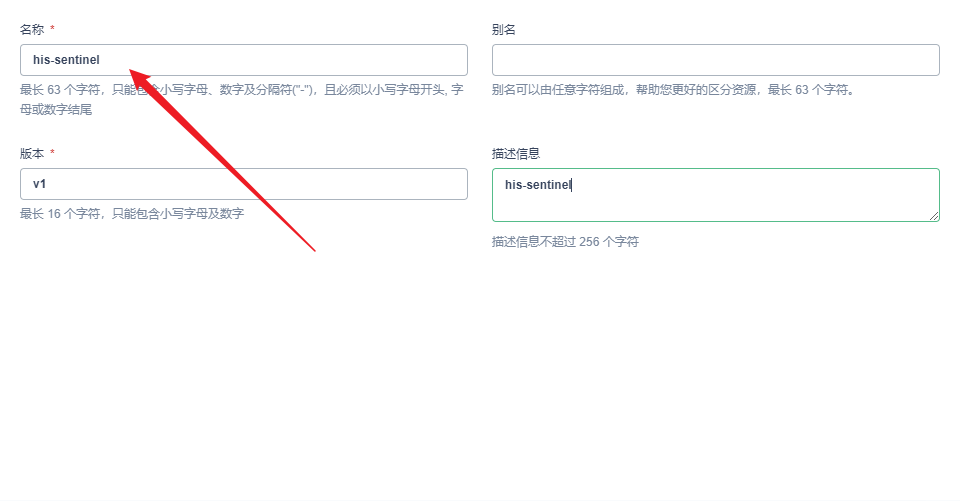 名称 *
his-sentinel
最长 63 个字符，只能包含小写字母、数字及分隔符("-")，且必须以小写字母开头, 字
母或数字结尾
别名
别名可以由任意字符组成，帮助您更好的区分资源，最长 63 个字符。
版本 *
v1
最长 16 个字符，只能包含小写字母及数字
描述信息
his-sentinel
描述信息不超过 256 个字符